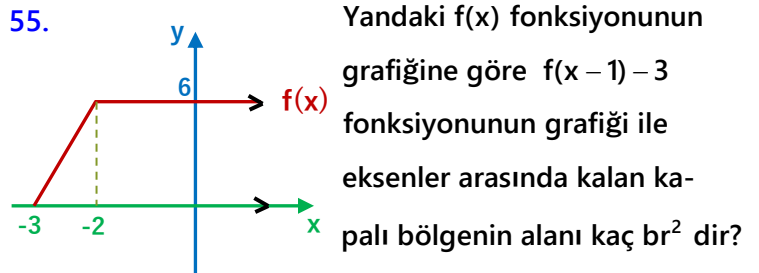 55.
y
6
f(x)
-3
-2
x
Yandaki f(x) fonksiyonunun
grafiğine göre f(x – 1) – 3
fonksiyonunun grafiği ile
eksenler arasında kalan ka-
palı bölgenin alanı kaç br² dir?